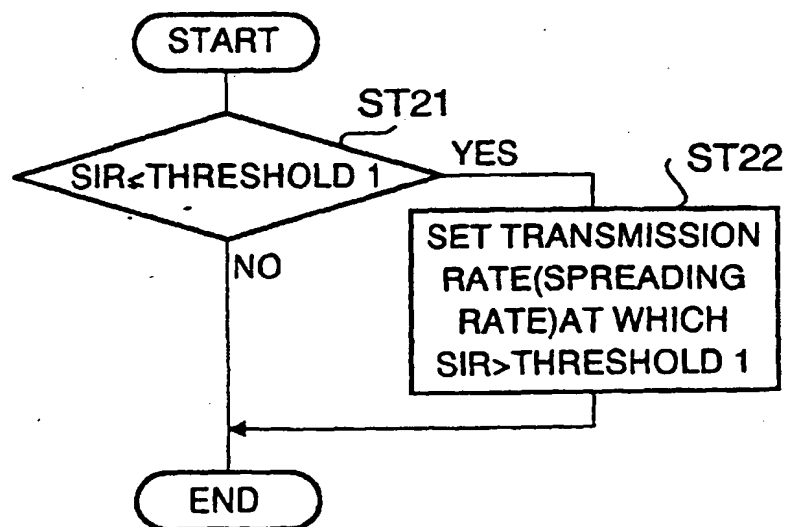 START
ST21
SIR≤THRESHOLD 1
YES
ST22
SET TRANSMISSION
RATE(SPREADING
RATE)AT WHICH
SIR>THRESHOLD 1
NO
END